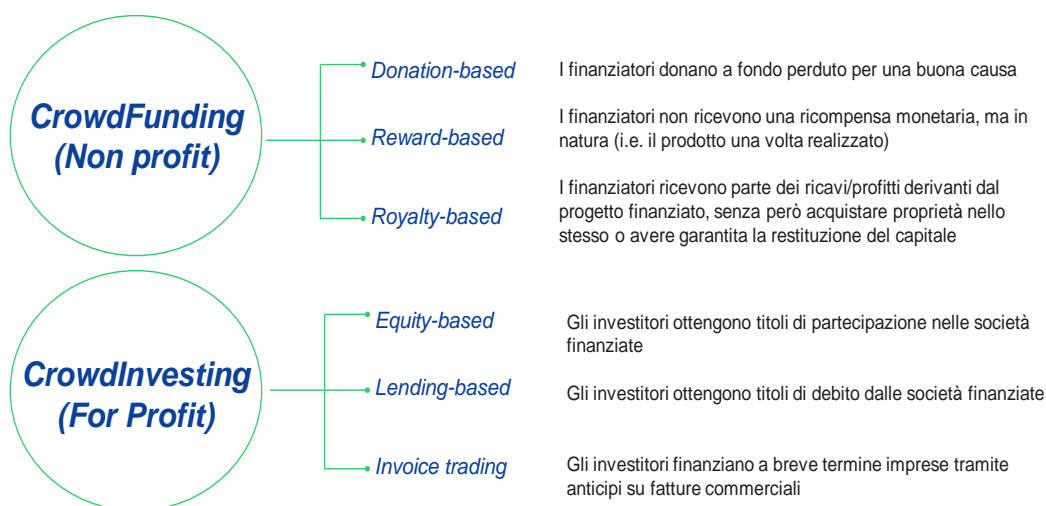 CrowdFunding
(Non profit)
Donation-based
I finanziatori donano a fondo perduto per una buona causa
Reward-based
I finanziatori non ricevono una ricompensa monetaria, ma in
natura (i.e. il prodotto una volta realizzato)
Royalty-based
I finanziatori ricevono parte dei ricavi/profitti derivanti dal
progetto finanziato, senza però acquistare proprietà nello
stesso o avere garantita la restituzione del capitale
CrowdInvesting
(For Profit)
Equity-based
Gli investitori ottengono titoli di partecipazione nelle società
finanziate
Lending-based
Gli investitori ottengono titoli di debito dalle società finanziate
Invoice trading
Gli investitori finanziano a breve termine imprese tramite
anticipi su fatture commerciali